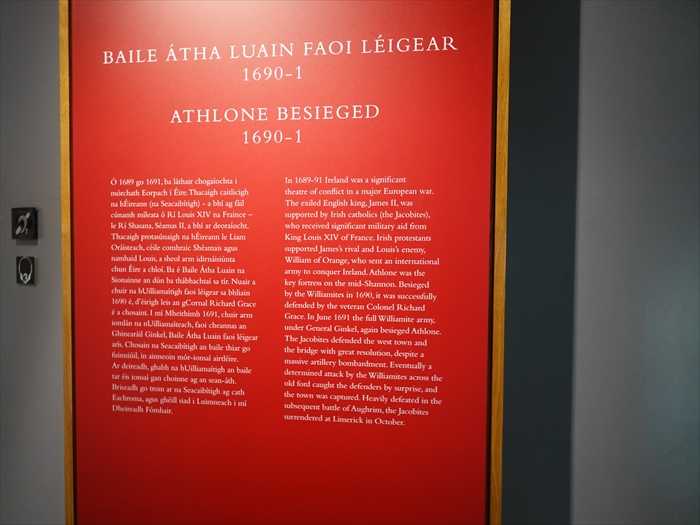 BAILE ÁTHA LUAIN FAOI LÉIGEAR
1690-1
ATHLONE BESIEGED
1690-1
Ó 1689 go 1691, ba láthair chogaíochta i
mórchath Eorpach í Éire. Thacaigh caitlicigh
na hÉireann (na Seacaibítigh) – a bhí ag fáil
cúnamh míleata ó Rí Louis XIV na Fraince –
le Rí Shasana, Séamas II, a bhí ar deoraíocht.
Thacaigh protastúnaigh na hÉireann le Liam
Oráisteach, céile comhraic Shéamais agus
namhaid Louis, a sheol arm idirnáisiúnta
chun Éire a chloí. Ba é Baile Átha Luain na
Sionainne an dún ba thábhachtaí sa tír. Nuair a
chuir na hUilliamaítigh faoi léigear sa bhliain
1690 é, d'éirigh leis an gCornal Richard Grace
é a chosaint. I mí Mheithimh 1691, chuir arm
iomlán na nUilliamaíteach, faoi cheannas an
Ghinearáil Ginkel, Baile Átha Luain faoi léigear
arís. Chosain na Seacaibítigh an baile thiar go
fuinniúil, in ainneoin mór-ionsaí airtléire.
Ar deireadh, ghabh na hUilliamaítigh an baile
tar éis ionsaí gan choinne ag an sean-áth.
Briseadh go trom ar na Seacaibítigh ag cath
Eachroma, agus ghéill siad i Luimneach i mí
Dheireadh Fómhair.
In 1689-91 Ireland was a significant
theatre of conflict in a major European war.
The exiled English king, James II, was
supported by Irish catholics (the Jacobites),
who received significant military aid from
King Louis XIV of France. Irish protestants
supported James's rival and Louis's enemy,
William of Orange, who sent an international
army to conquer Ireland. Athlone was the
key fortress on the mid-Shannon. Besieged
by the Williamites in 1690, it was successfully
defended by the veteran Colonel Richard
Grace. In June 1691 the full Williamite army,
under General Ginkel, again besieged Athlone.
The Jacobites defended the west town and
the bridge with great resolution, despite a
massive artillery bombardment. Eventually a
determined attack by the Williamites across the
old ford caught the defenders by surprise, and
the town was captured. Heavily defeated in the
subsequent battle of Aughrim, the Jacobites
surrendered at Limerick in October.